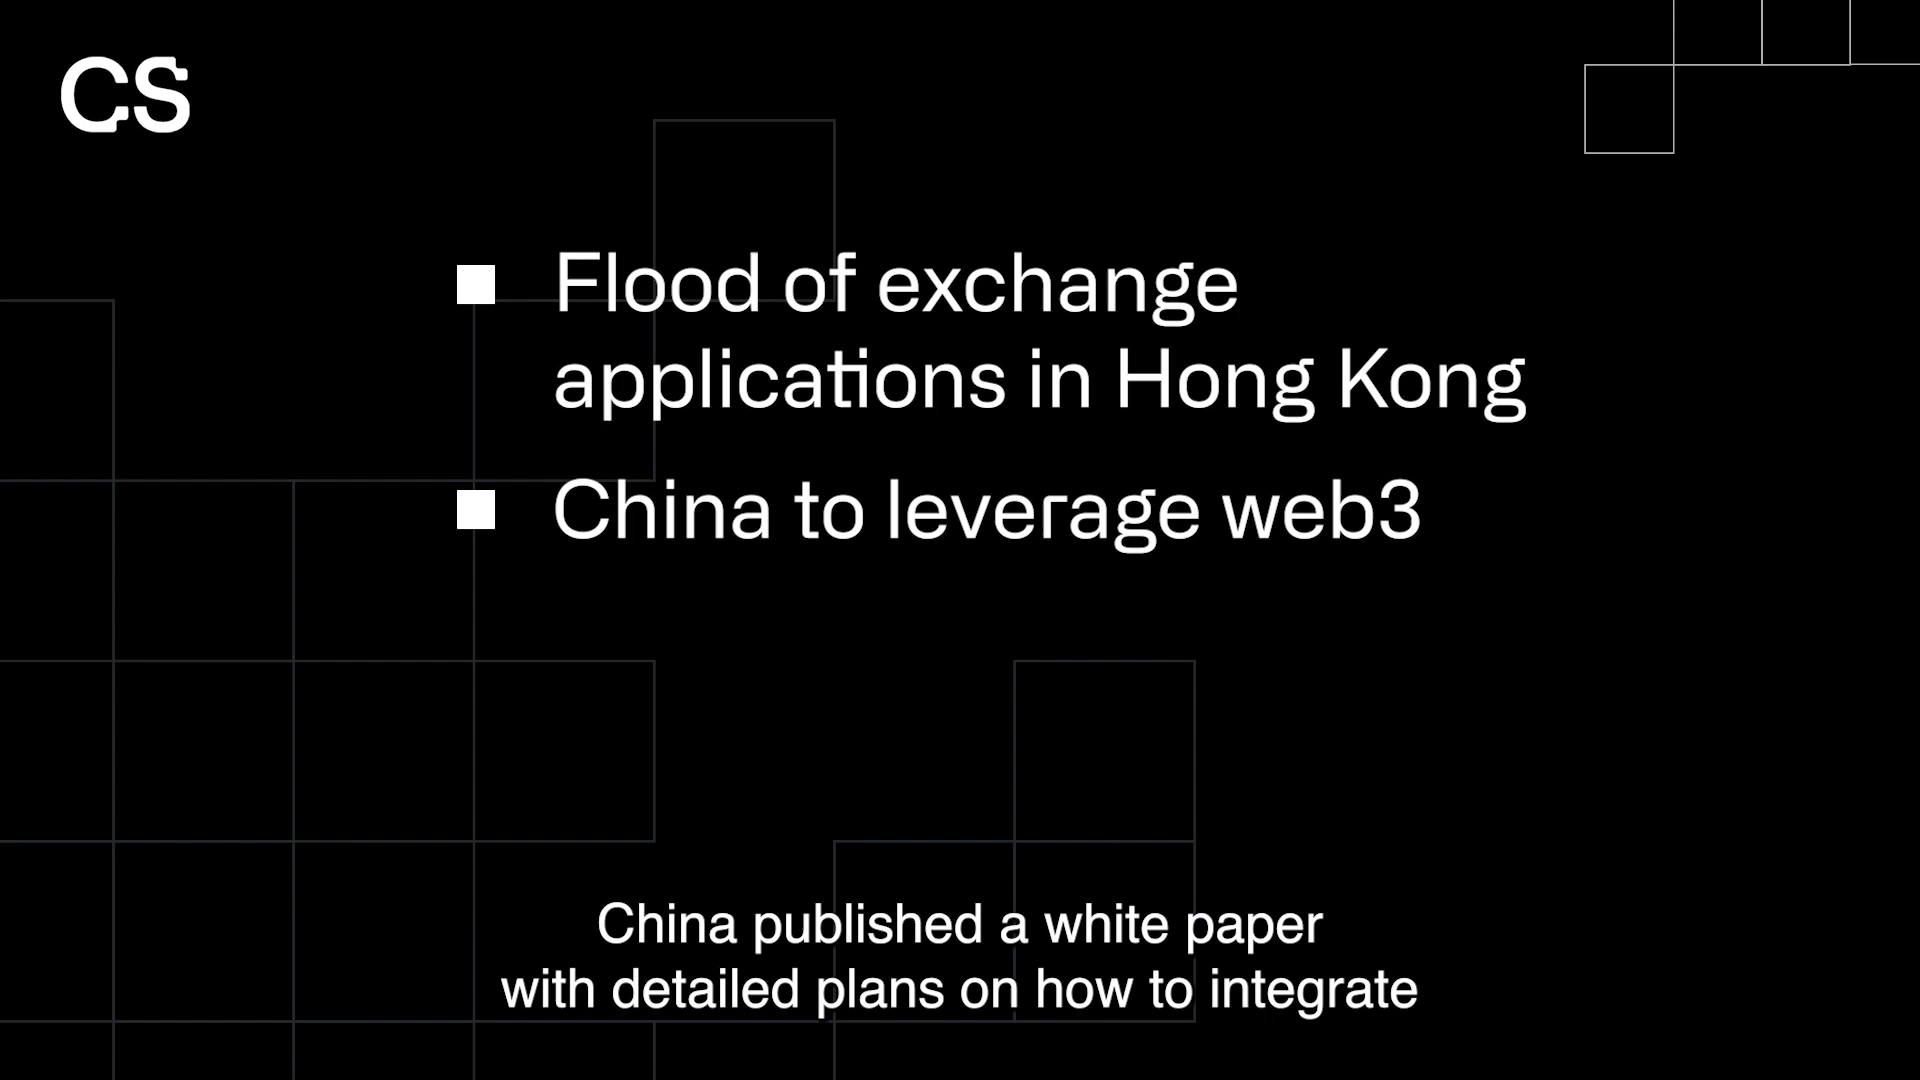 CS
Flood of exchange
applications in Hong Kong
China to leverage web3
China published a white paper
with detailed plans on how to integrate